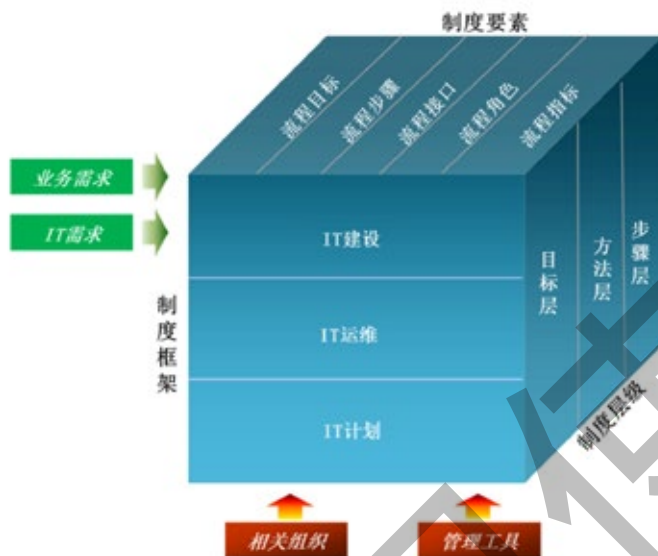 制度要素
流程目标
流程步骤
流程接口
流程角色
流程指标
业务需求
IT需求
制度框架
IT建设
IT运维
IT计划
目标层
方法层
步骤层
制度层级
相关组织
管理工具